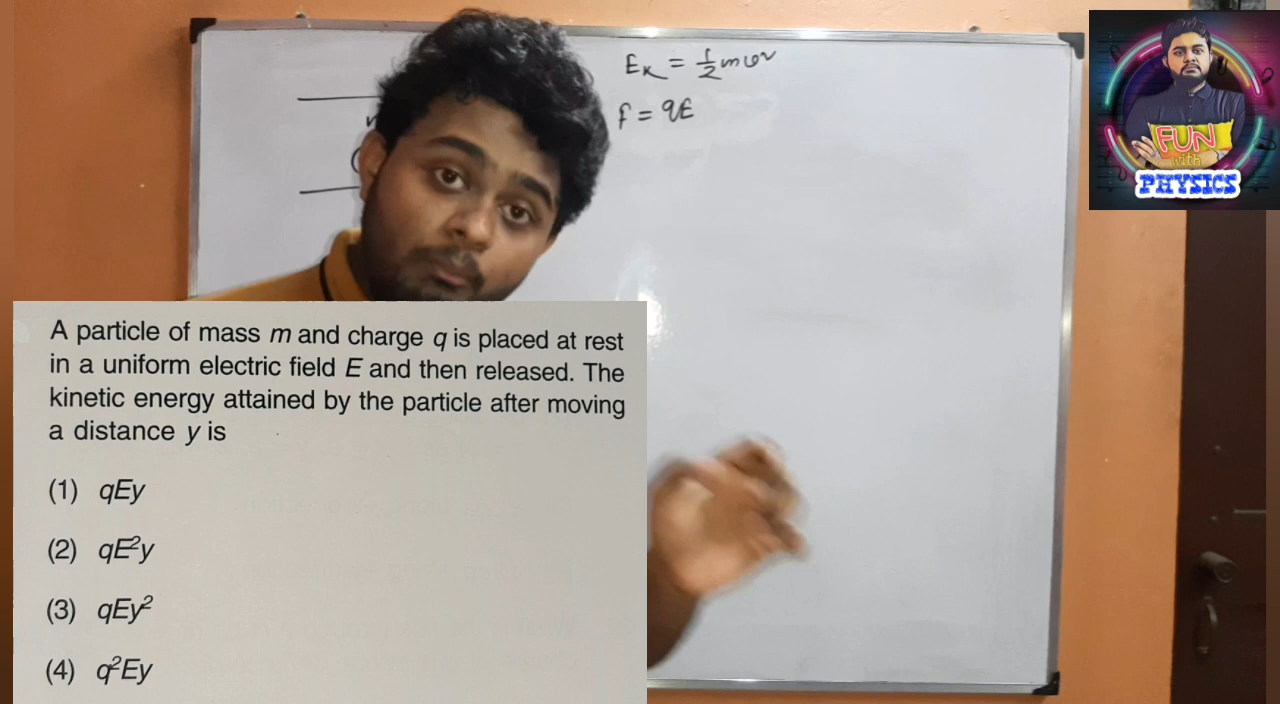 Eₖ = ½mv²
F = qE
FUN
with
PHYSICS
A particle of mass m and charge q is placed at rest
in a uniform electric field E and then released. The
kinetic energy attained by the particle after moving
a distance y is
(1) qEy
(2) qE²y
(3) qEy²
(4) q²Ey